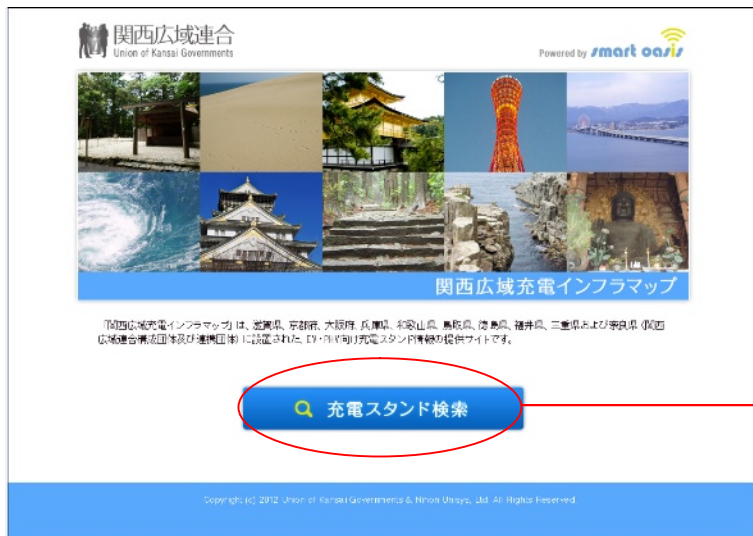 関西広域連合
Union of Kansai Governments
Powered by smart oasis
関西広域充電インフラマップ
「関西広域充電インフラマップ」は、滋賀県、京都府、大阪府、兵庫県、和歌山県、鳥取県、徳島県、福井県、三重県および奈良県（関西
広域連合構成団体及び連携団体）に設置された、EV・PHV向け充電スタンド情報の提供サイトです。
充電スタンド検索
Copyright (c) 2012 Union of Kansai Governments & Nihon Unisys, Ltd. All Rights Reserved.